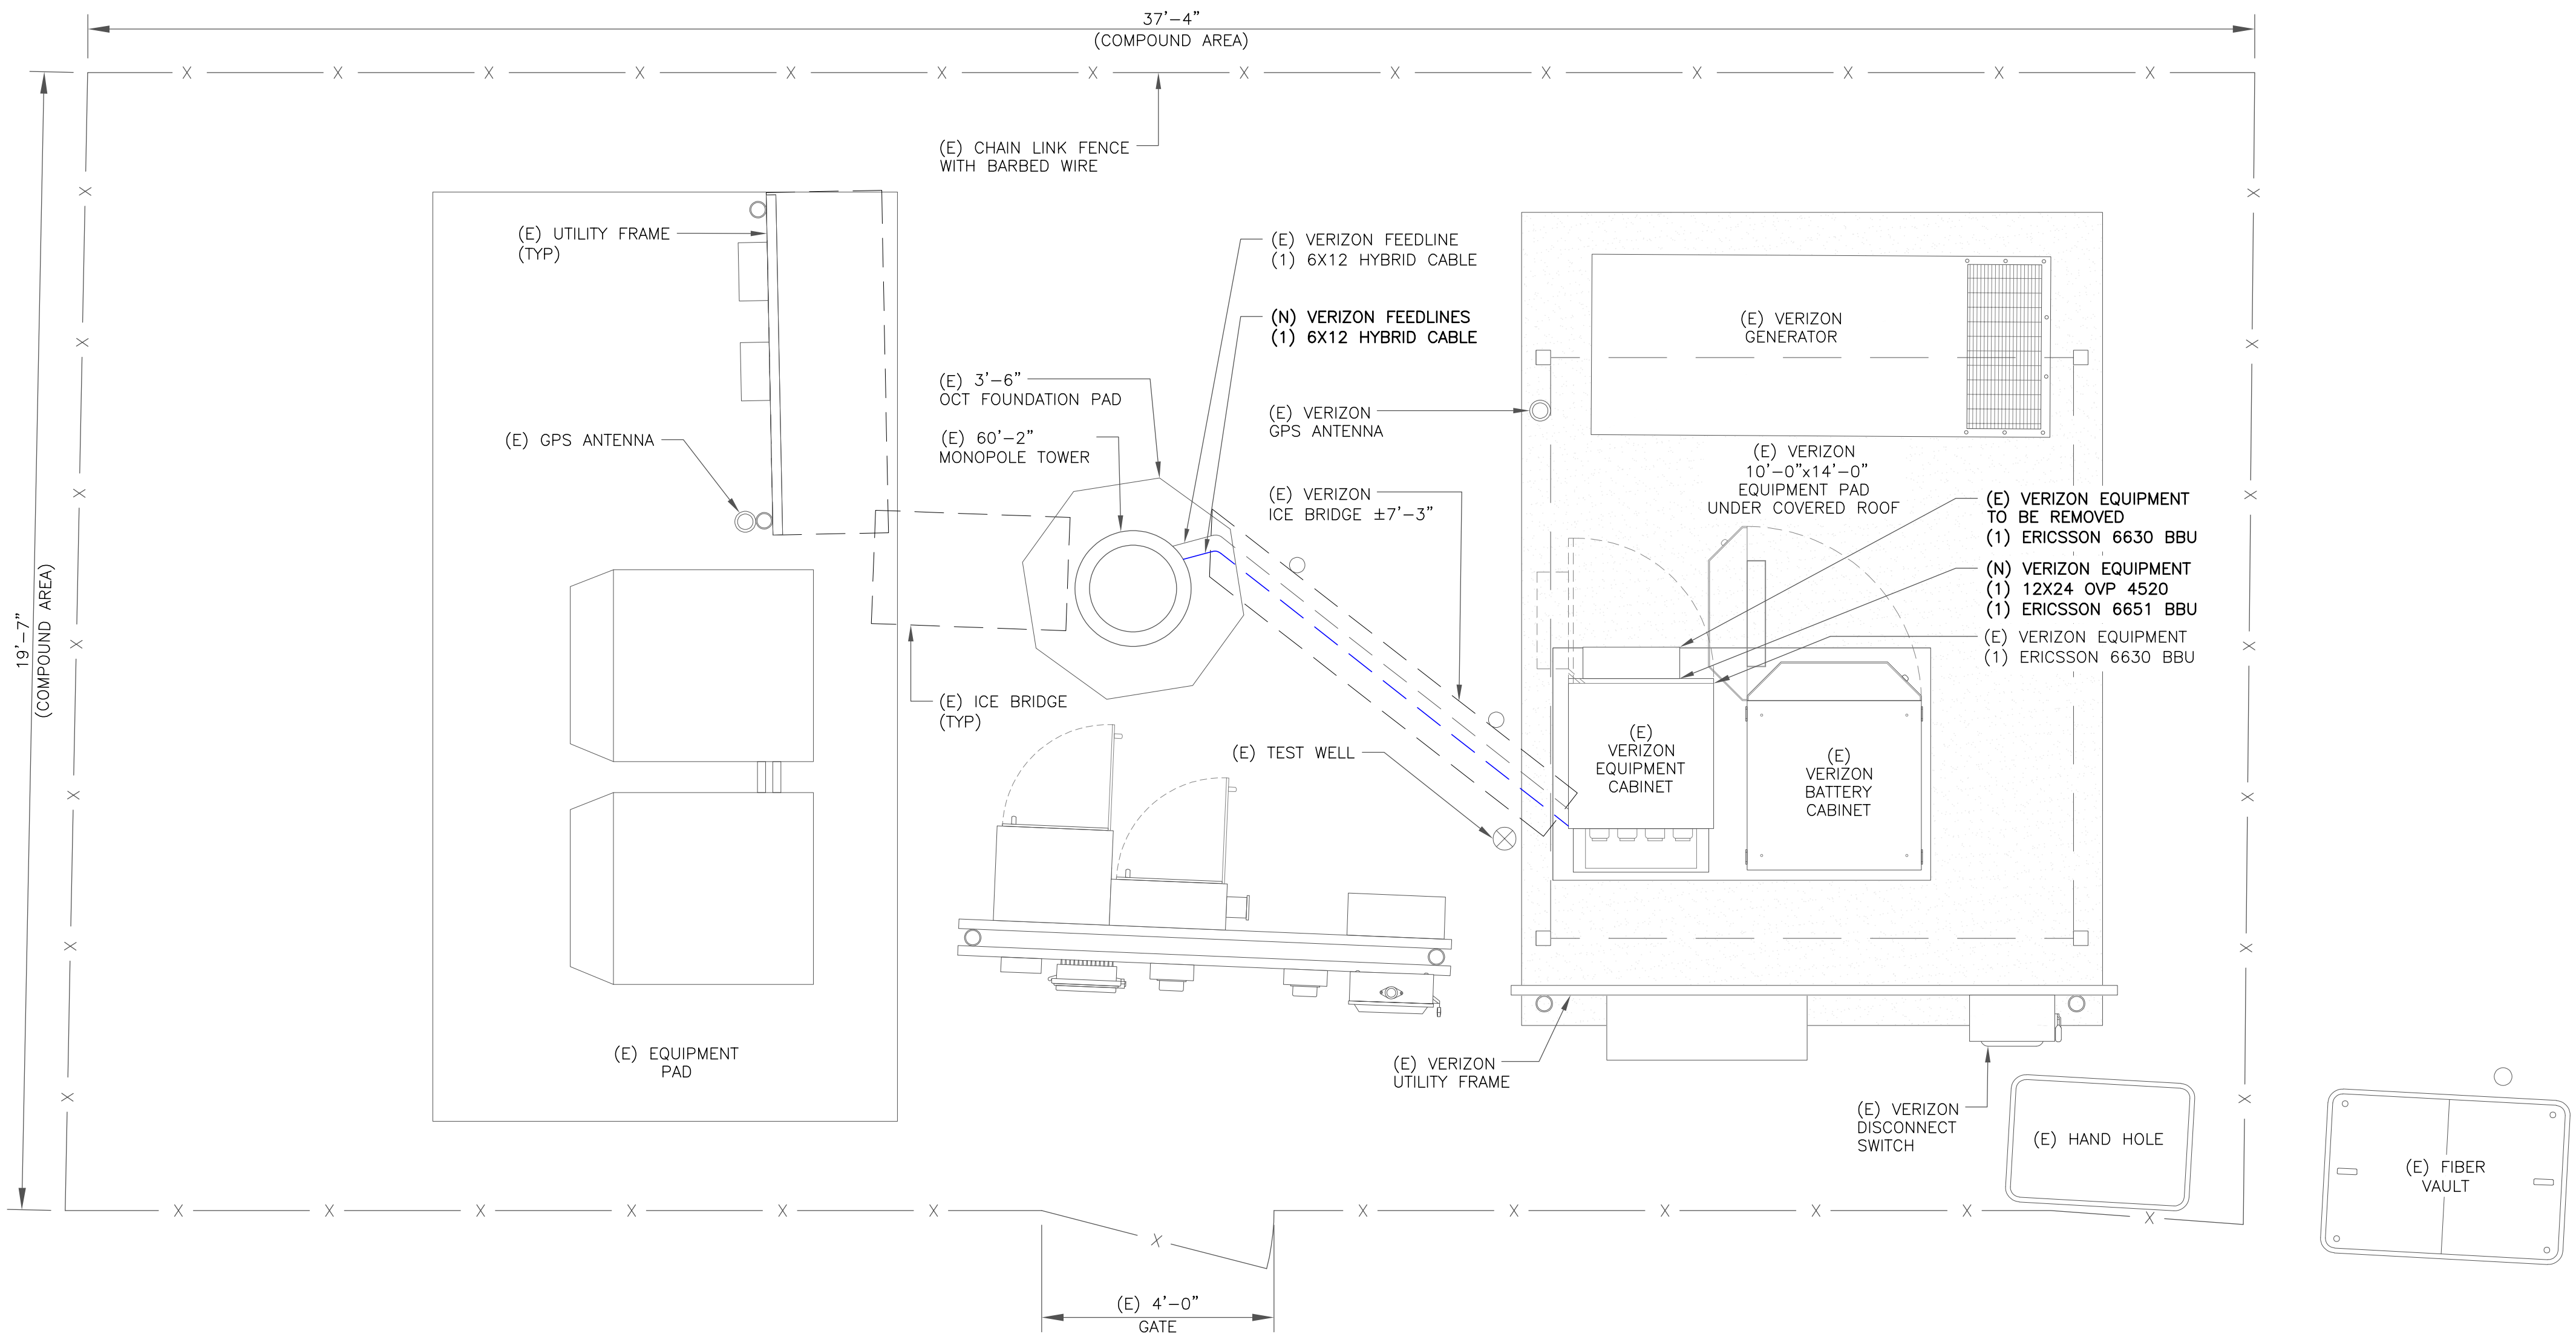 37'-4"
(COMPOUND AREA)
19'-7"
(COMPOUND AREA)
(E) CHAIN LINK FENCE
WITH BARBED WIRE
(E) UTILITY FRAME
(TYP)
(E) GPS ANTENNA
(E) VERIZON FEEDLINE
(1) 6X12 HYBRID CABLE
(N) VERIZON FEEDLINES
(1) 6X12 HYBRID CABLE
(E) 3'-6"
OCT FOUNDATION PAD
(E) 60'-2"
MONOPOLE TOWER
(E) VERIZON
GPS ANTENNA
(E) VERIZON
ICE BRIDGE ±7'-3"
(E) VERIZON
GENERATOR
(E) VERIZON
10'-0"x14'-0"
EQUIPMENT PAD
UNDER COVERED ROOF
(E) VERIZON EQUIPMENT
TO BE REMOVED
(1) ERICSSON 6630 BBU
(N) VERIZON EQUIPMENT
(1) 12X24 OVP 4520
(1) ERICSSON 6651 BBU
(E) VERIZON EQUIPMENT
(1) ERICSSON 6630 BBU
(E) ICE BRIDGE
(TYP)
(E) TEST WELL
(E)
VERIZON
EQUIPMENT
CABINET
(E)
VERIZON
BATTERY
CABINET
(E) EQUIPMENT
PAD
(E) VERIZON
UTILITY FRAME
(E) VERIZON
DISCONNECT
SWITCH
(E) HAND HOLE
(E) FIBER
VAULT
(E) 4'-0"
GATE